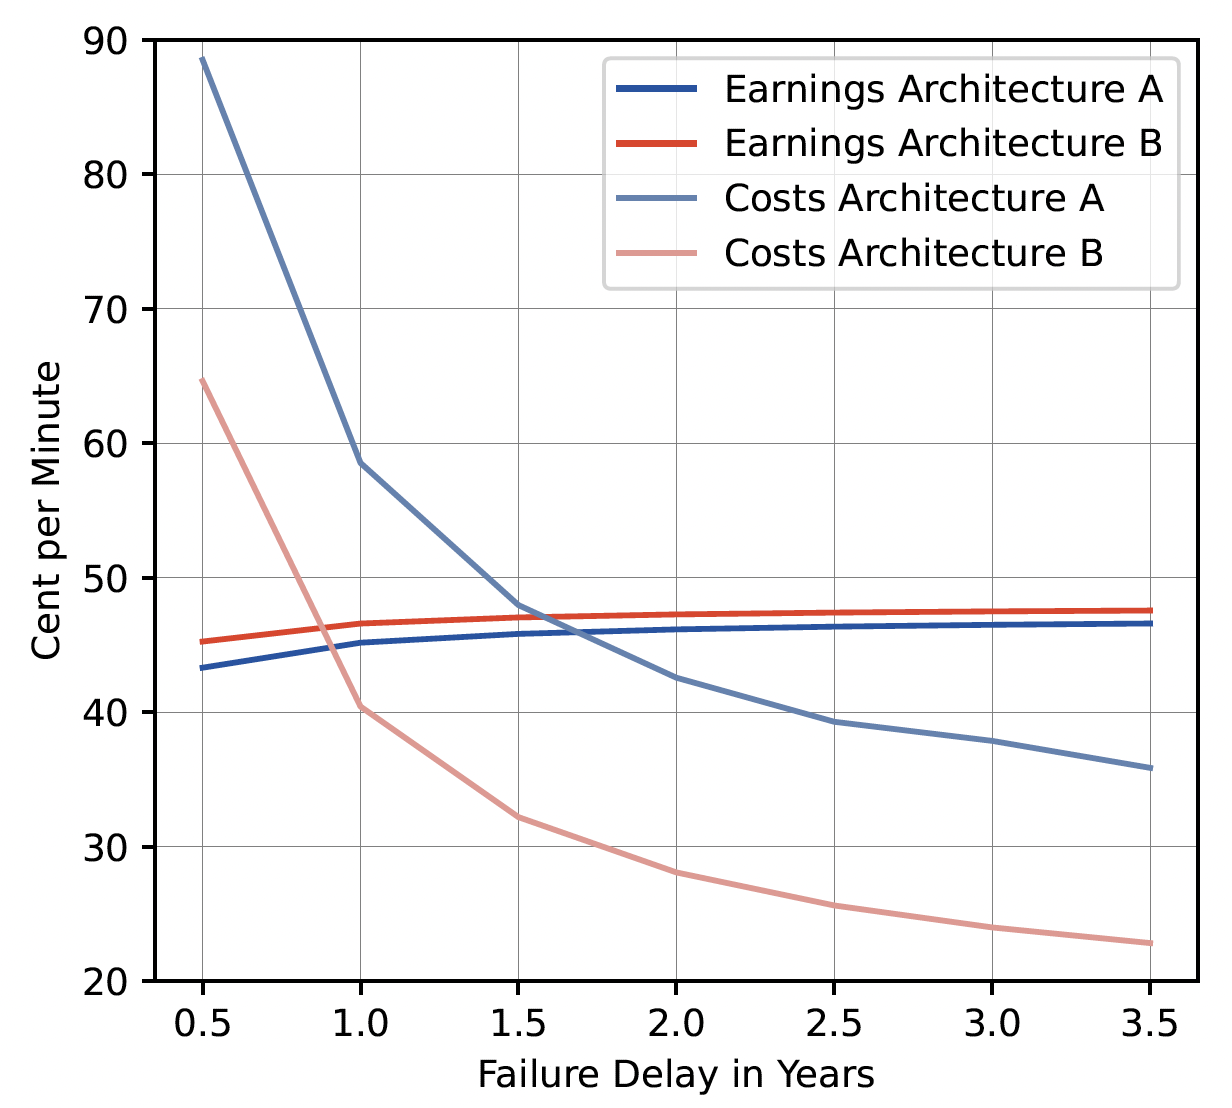 90
80
70
60
50
40
30
20
Cent per Minute
Earnings Architecture A
Earnings Architecture B
Costs Architecture A
Costs Architecture B
0.5 1.0 1.5 2.0 2.5 3.0 3.5
Failure Delay in Years